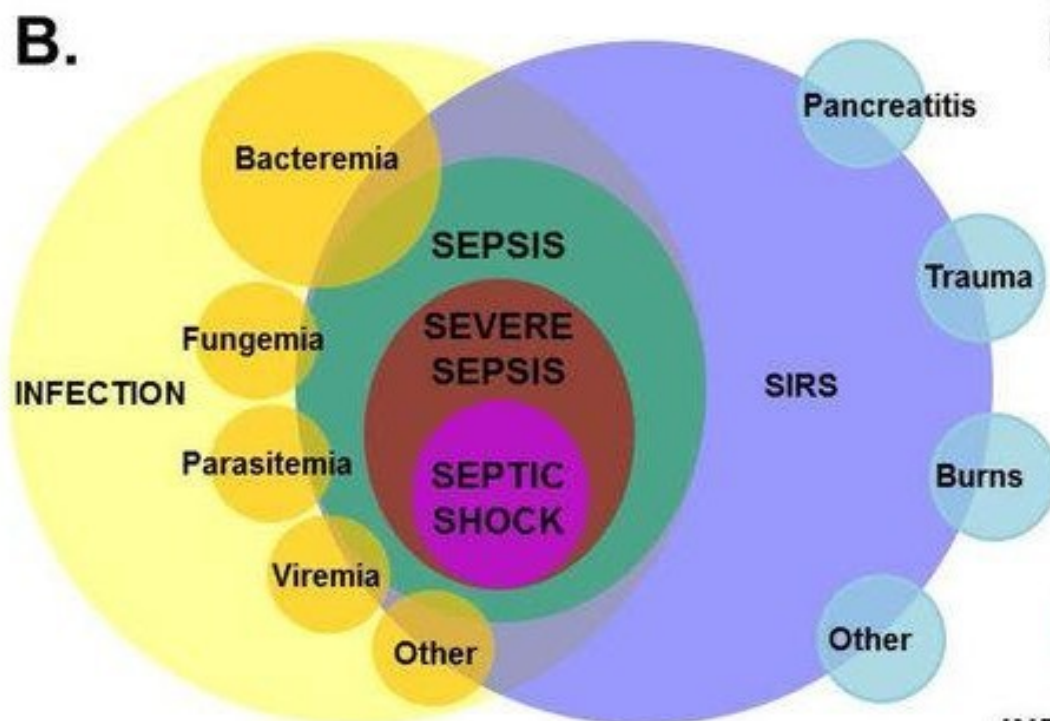 B.
Pancreatitis
Bacteremia
SEPSIS
Trauma
SEVERE
SEPSIS
Fungemia
INFECTION
SIRS
Parasitemia
SEPTIC
SHOCK
Burns
Viremia
Other
Other